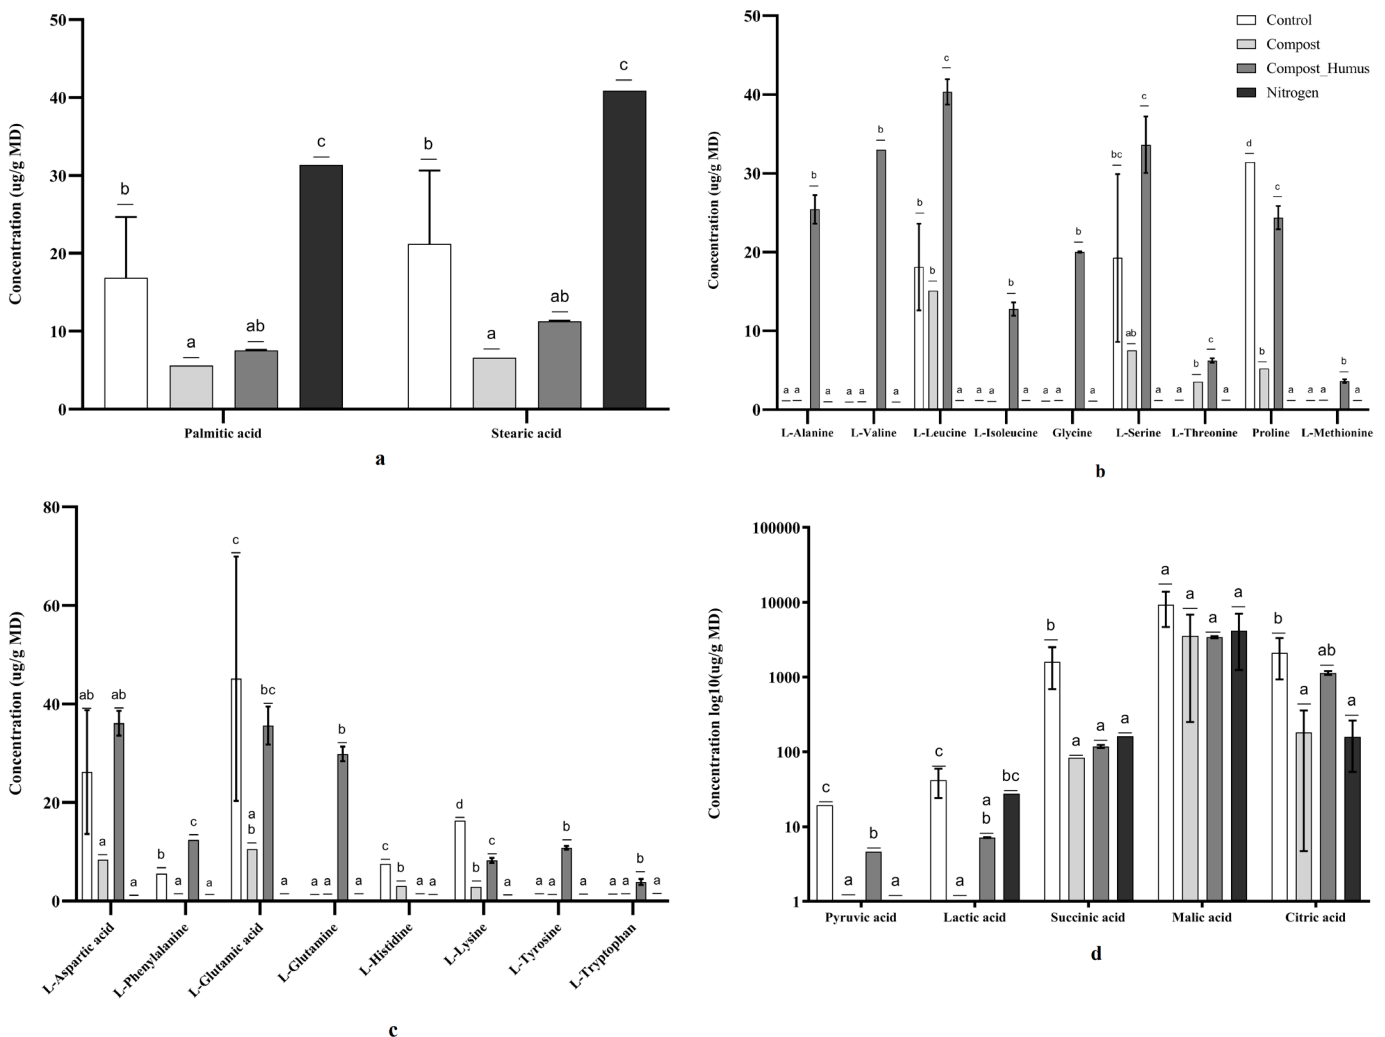 50
40
30
20
10
0
Concentration (ug/g MD)
b
a
ab
c
b
a
ab
c
Palmitic acid
Stearic acid
a
50
40
30
20
10
0
Concentration (ug/g MD)
Control
Compost
Compost_Humus
Nitrogen
a a b a
a a b a
b b c a
a a b a
a a b a
bc ab c a
a b c a
d b c a
a a b a
L-Alanine
L-Valine
L-Leucine
L-Isoleucine
Glycine
L-Serine
L-Threonine
Proline
L-Methionine
b
80
60
40
20
0
Concentration (ug/g MD)
ab a ab a
b a c a
c
a
b
bc a
a a b a
c b a a
d b c a
a a b a
a a b a
L-Aspartic acid
L-Phenylalanine
L-Glutamic acid
L-Glutamine
L-Histidine
L-Lysine
L-Tyrosine
L-Tryptophan
c
100000
10000
1000
100
10
1
Concentration log10(ug/g MD)
c a b a
c a
a
b
bc
b a a a
a a a a
b a ab a
Pyruvic acid
Lactic acid
Succinic acid
Malic acid
Citric acid
d